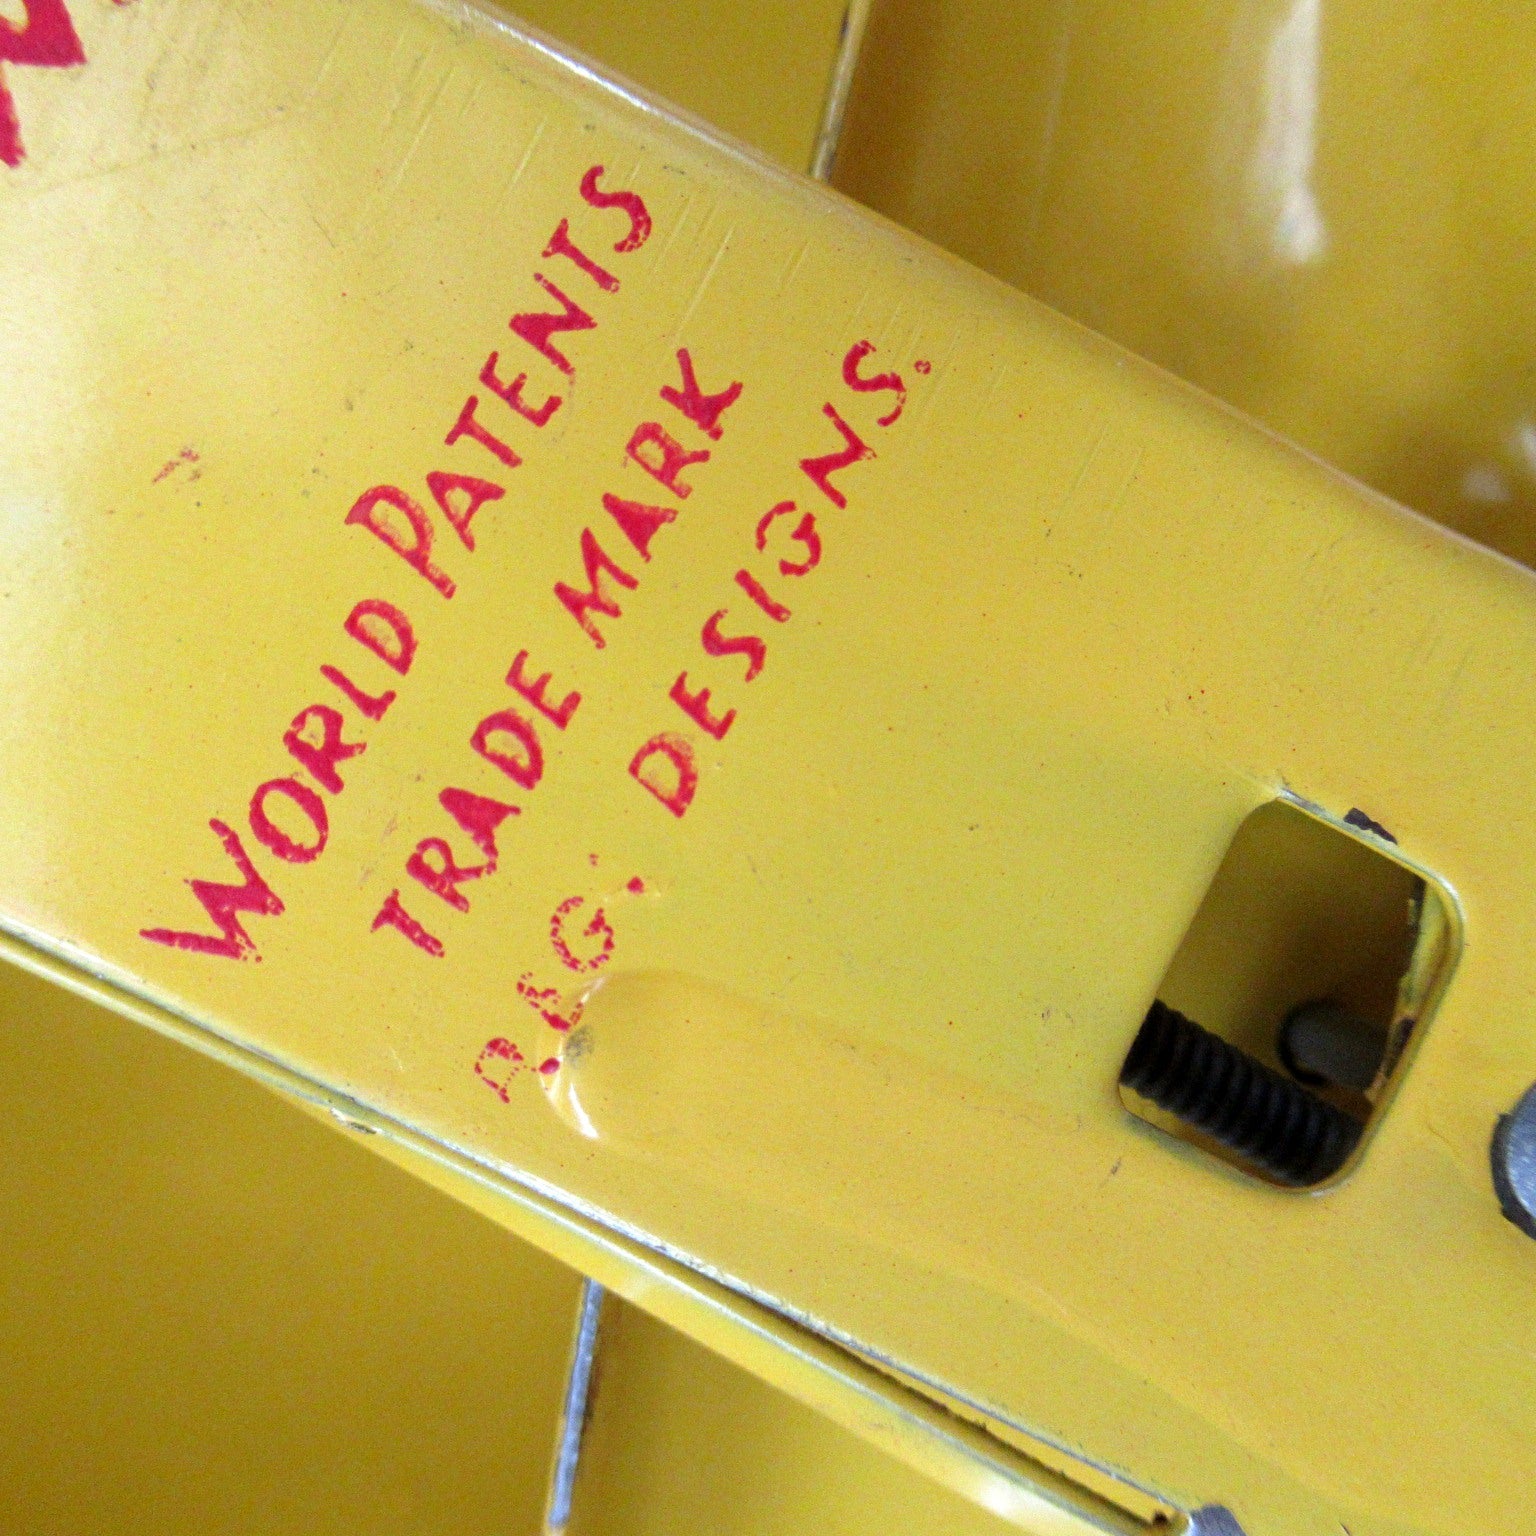 WORLD PATENTS
TRADE MARK
REG. DESIGNS.